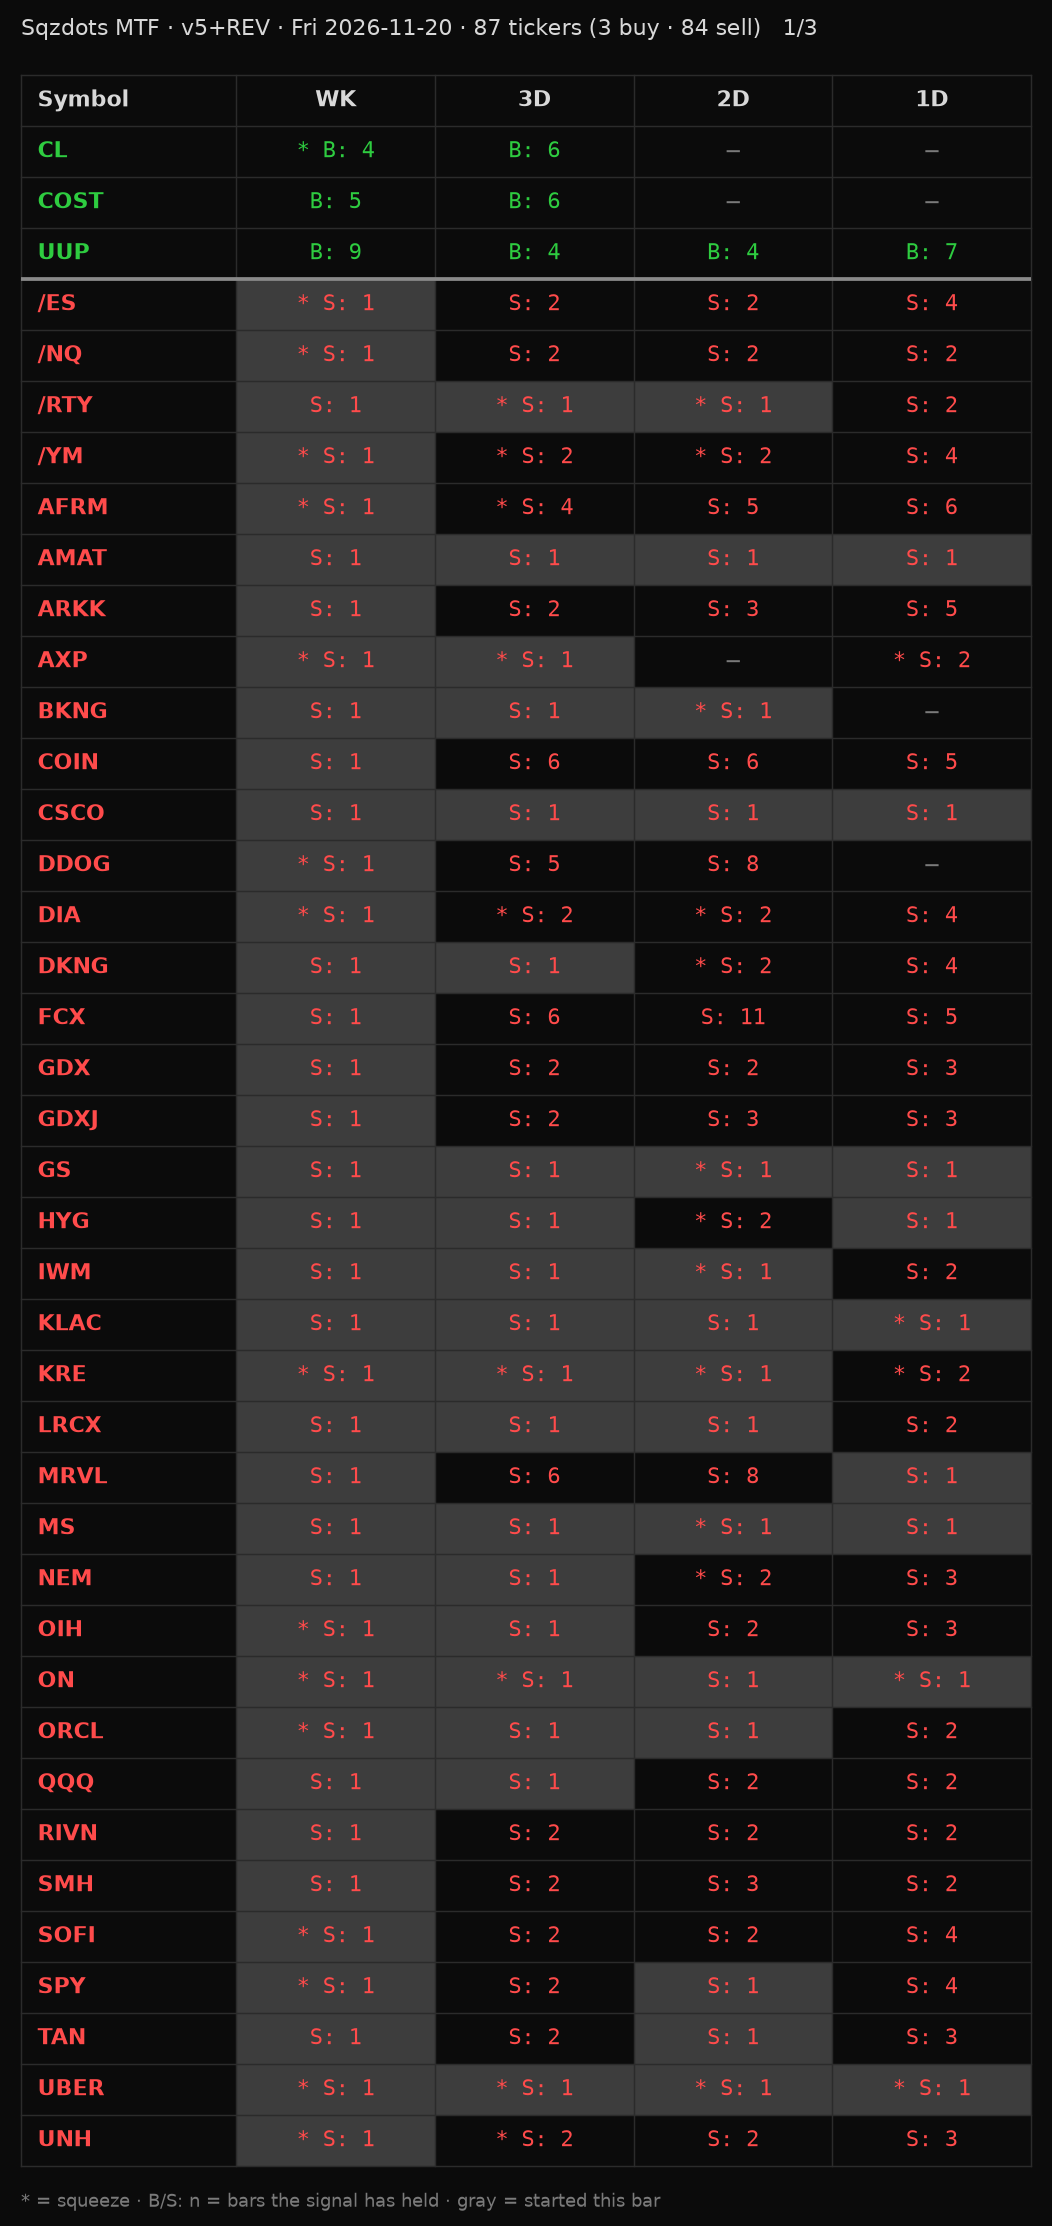 Sqzdots MTF · v5+REV · Fri 2026-11-20 · 87 tickers (3 buy · 84 sell)   1/3
Symbol WK 3D 2D 1D
CL * B: 4 B: 6 — —
COST B: 5 B: 6 — —
UUP B: 9 B: 4 B: 4 B: 7
/ES * S: 1 S: 2 S: 2 S: 4
/NQ * S: 1 S: 2 S: 2 S: 2
/RTY S: 1 * S: 1 * S: 1 S: 2
/YM * S: 1 * S: 2 * S: 2 S: 4
AFRM * S: 1 * S: 4 S: 5 S: 6
AMAT S: 1 S: 1 S: 1 S: 1
ARKK S: 1 S: 2 S: 3 S: 5
AXP * S: 1 * S: 1 — * S: 2
BKNG S: 1 S: 1 * S: 1 —
COIN S: 1 S: 6 S: 6 S: 5
CSCO S: 1 S: 1 S: 1 S: 1
DDOG * S: 1 S: 5 S: 8 —
DIA * S: 1 * S: 2 * S: 2 S: 4
DKNG S: 1 S: 1 * S: 2 S: 4
FCX S: 1 S: 6 S: 11 S: 5
GDX S: 1 S: 2 S: 2 S: 3
GDXJ S: 1 S: 2 S: 3 S: 3
GS S: 1 S: 1 * S: 1 S: 1
HYG S: 1 S: 1 * S: 2 S: 1
IWM S: 1 S: 1 * S: 1 S: 2
KLAC S: 1 S: 1 S: 1 * S: 1
KRE * S: 1 * S: 1 * S: 1 * S: 2
LRCX S: 1 S: 1 S: 1 S: 2
MRVL S: 1 S: 6 S: 8 S: 1
MS S: 1 S: 1 * S: 1 S: 1
NEM S: 1 S: 1 * S: 2 S: 3
OIH * S: 1 S: 1 S: 2 S: 3
ON * S: 1 * S: 1 S: 1 * S: 1
ORCL * S: 1 S: 1 S: 1 S: 2
QQQ S: 1 S: 1 S: 2 S: 2
RIVN S: 1 S: 2 S: 2 S: 2
SMH S: 1 S: 2 S: 3 S: 2
SOFI * S: 1 S: 2 S: 2 S: 4
SPY * S: 1 S: 2 S: 1 S: 4
TAN S: 1 S: 2 S: 1 S: 3
UBER * S: 1 * S: 1 * S: 1 * S: 1
UNH * S: 1 * S: 2 S: 2 S: 3
* = squeeze · B/S: n = bars the signal has held · gray = started this bar